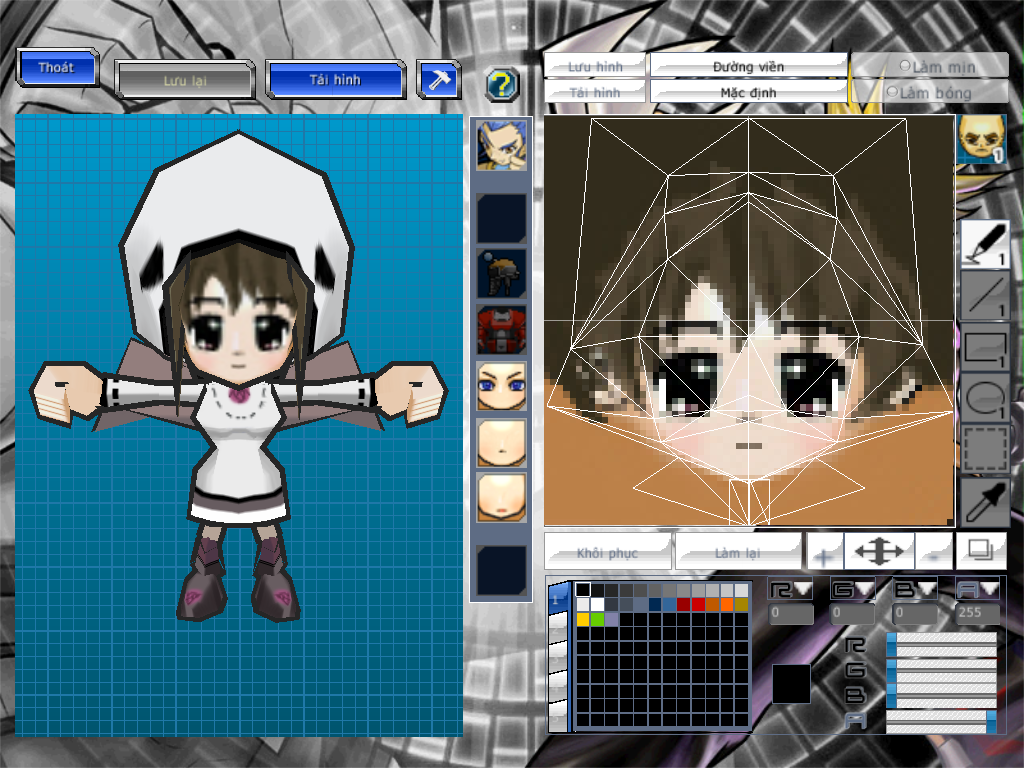 Thoát
Lưu lại
Tải hình
?
Lưu hình
Đường viền
Làm mịn
Tải hình
Mặc định
Làm bóng
1
1
1
1
1
Khôi phục
Làm lại
+
-
1
R
G
B
A
0
0
0
255
R
G
B
A